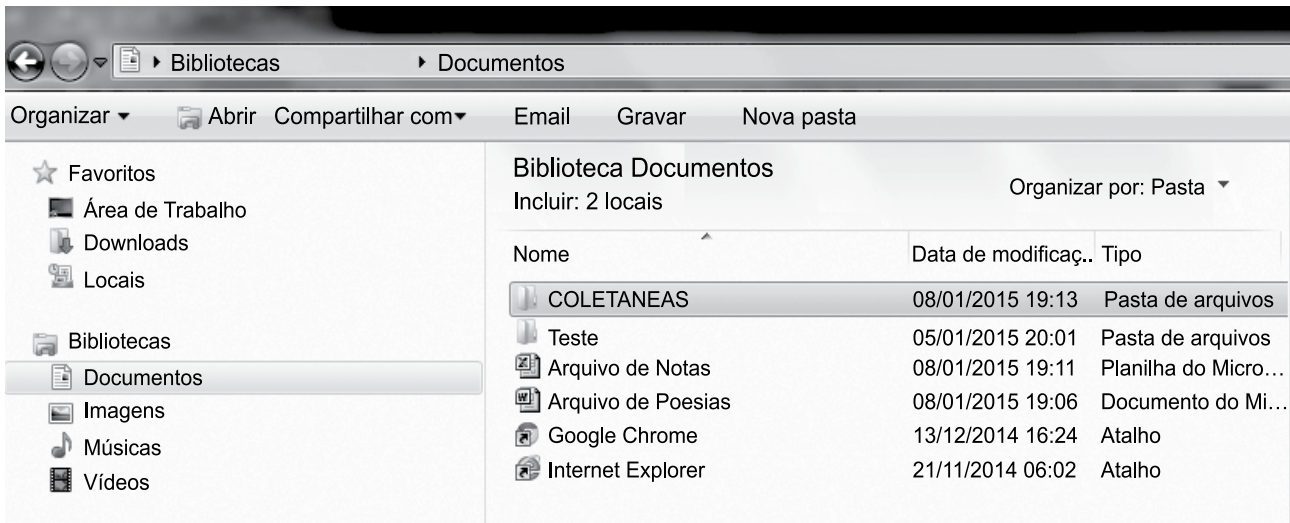 Bibliotecas Documentos
Organizar Abrir Compartilhar com Email Gravar Nova pasta
Favoritos
Área de Trabalho
Downloads
Locais
Bibliotecas
Documentos
Imagens
Músicas
Vídeos
Biblioteca Documentos
Incluir: 2 locais
Organizar por: Pasta
Nome Data de modificaç.. Tipo
COLETANEAS 08/01/2015 19:13 Pasta de arquivos
Teste 05/01/2015 20:01 Pasta de arquivos
Arquivo de Notas 08/01/2015 19:11 Planilha do Micro...
Arquivo de Poesias 08/01/2015 19:06 Documento do Mi...
Google Chrome 13/12/2014 16:24 Atalho
Internet Explorer 21/11/2014 06:02 Atalho